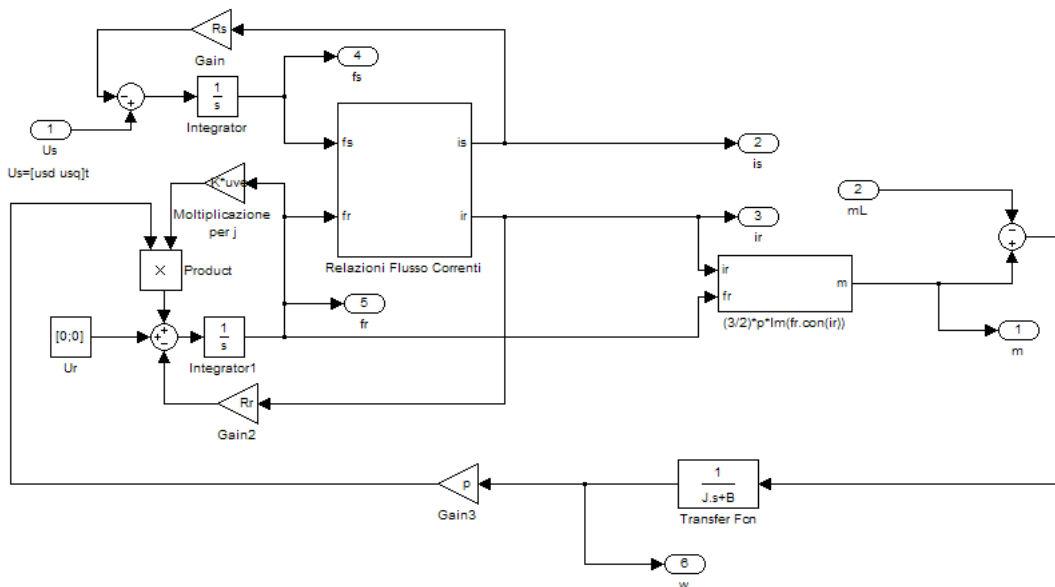 Rs
Gain
4
fs
1
s
Integrator
1
Us
Us=[usd usq]t
fs
is
fr
ir
Relazioni Flusso Correnti
2
is
3
ir
K*uve
Moltiplicazione
per j
×
Product
2
mL
ir
fr
m
(3/2)*p*Im(fr.con(ir))
1
m
5
fr
[0;0]
Ur
1
s
Integrator1
Rr
Gain2
p
Gain3
1
J.s+B
Transfer Fcn
6
w